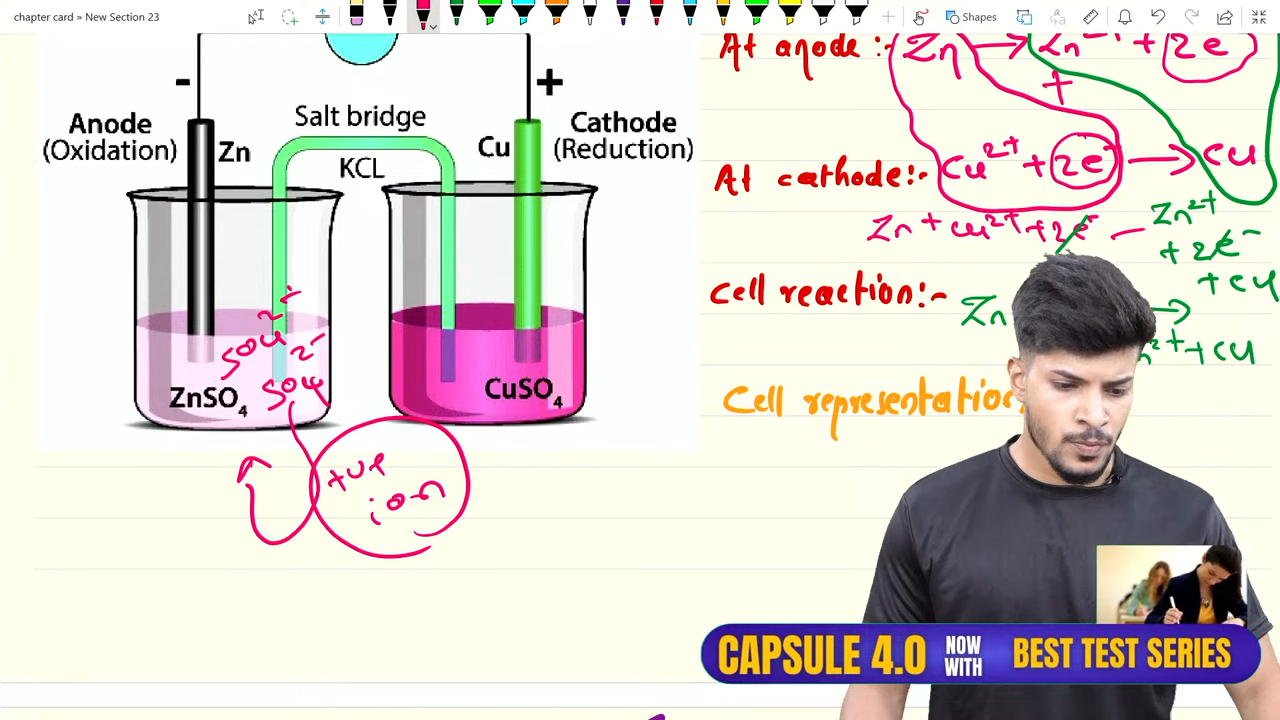 chapter card » New Section 23
Shapes
-
+
Anode
(Oxidation)
Zn
Salt bridge
KCL
Cu
Cathode
(Reduction)
ZnSO4
CuSO4
SO4 2-
+ve
ion
At anode :- Zn → Zn2+ + 2e
+
At cathode:- Cu2+ + 2e- → Cu
Zn + Cu2+ + 2e- — Zn2+
+ 2e-
+ Cu
Cell reaction:- Zn →
+ Cu
Cell representation
CAPSULE 4.0 NOW WITH BEST TEST SERIES